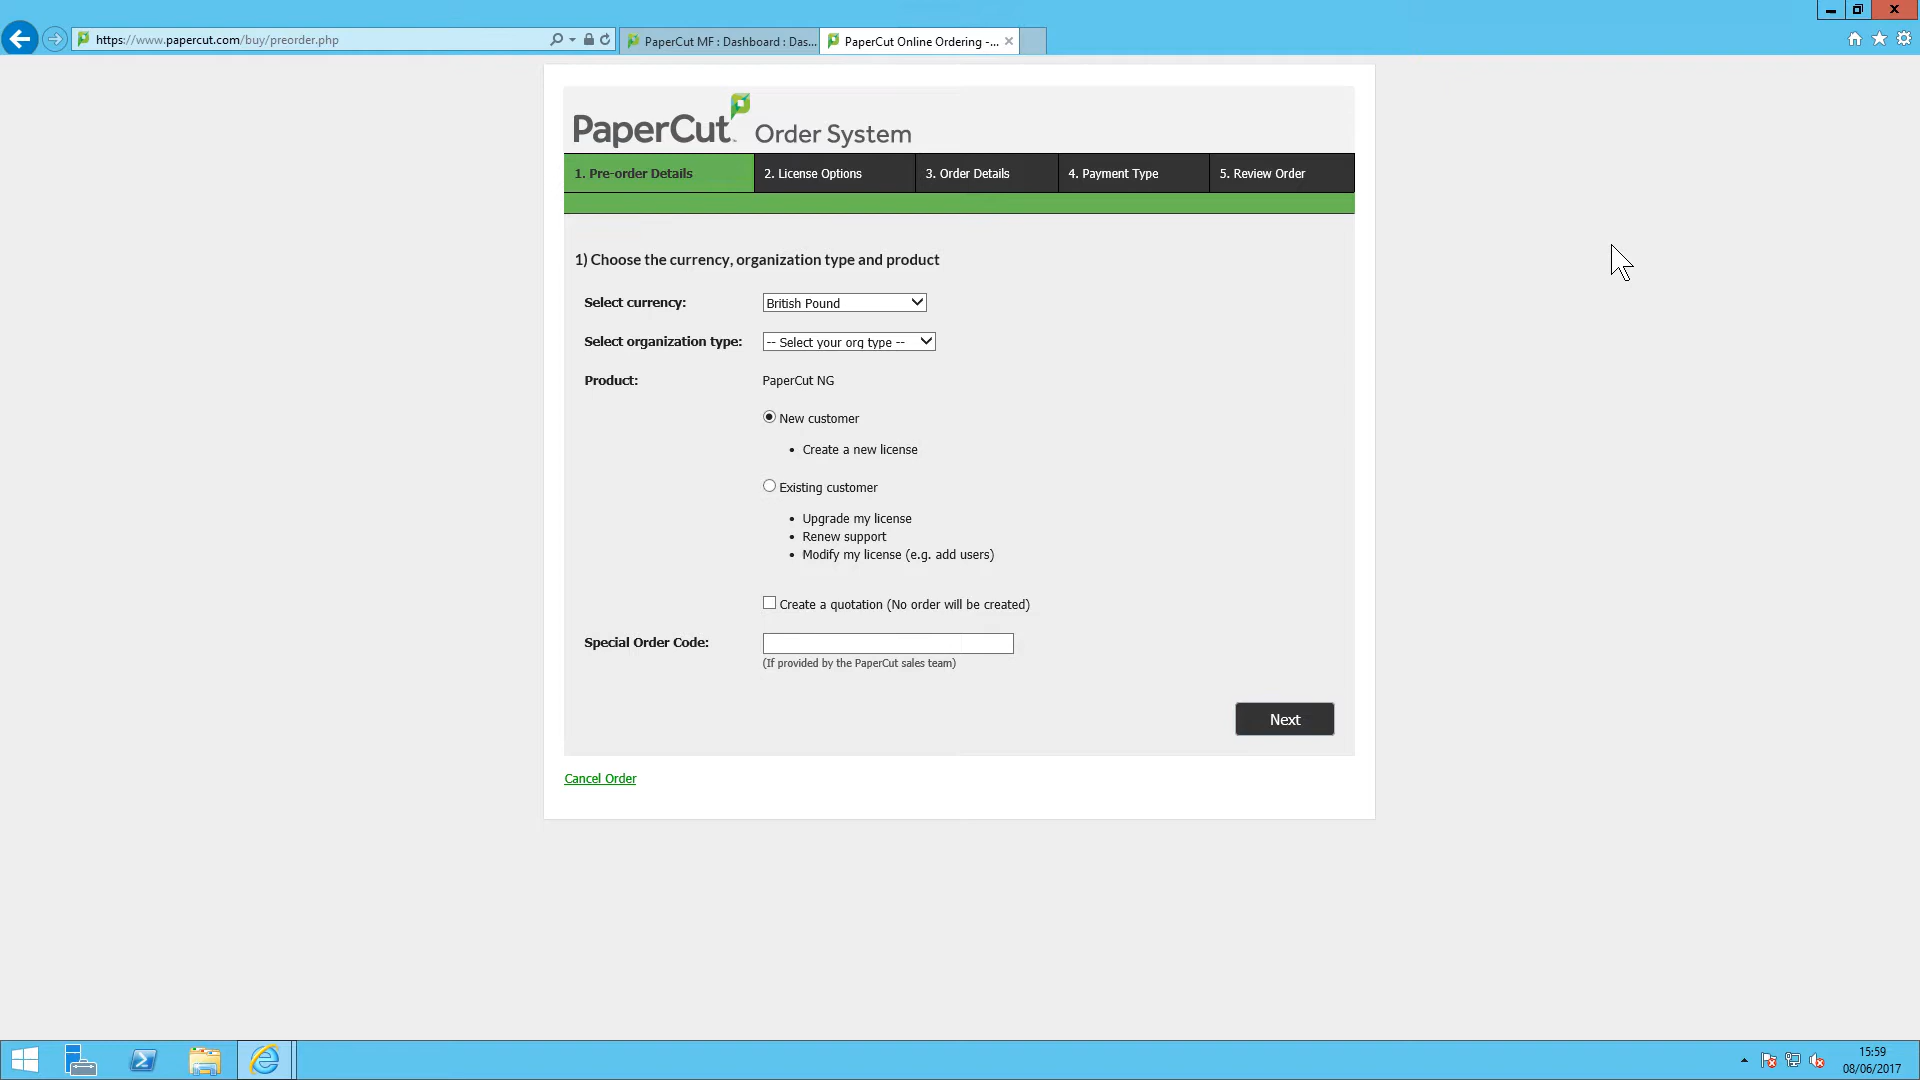 https://www.papercut.com/buy/preorder.php
PaperCut MF : Dashboard : Das...
PaperCut Online Ordering -...
PaperCut Order System
1. Pre-order Details
2. License Options
3. Order Details
4. Payment Type
5. Review Order
1) Choose the currency, organization type and product
Select currency: British Pound
Select organization type: -- Select your org type --
Product: PaperCut NG
New customer
• Create a new license
Existing customer
• Upgrade my license
• Renew support
• Modify my license (e.g. add users)
Create a quotation (No order will be created)
Special Order Code:
(If provided by the PaperCut sales team)
Next
Cancel Order
15:59
08/06/2017